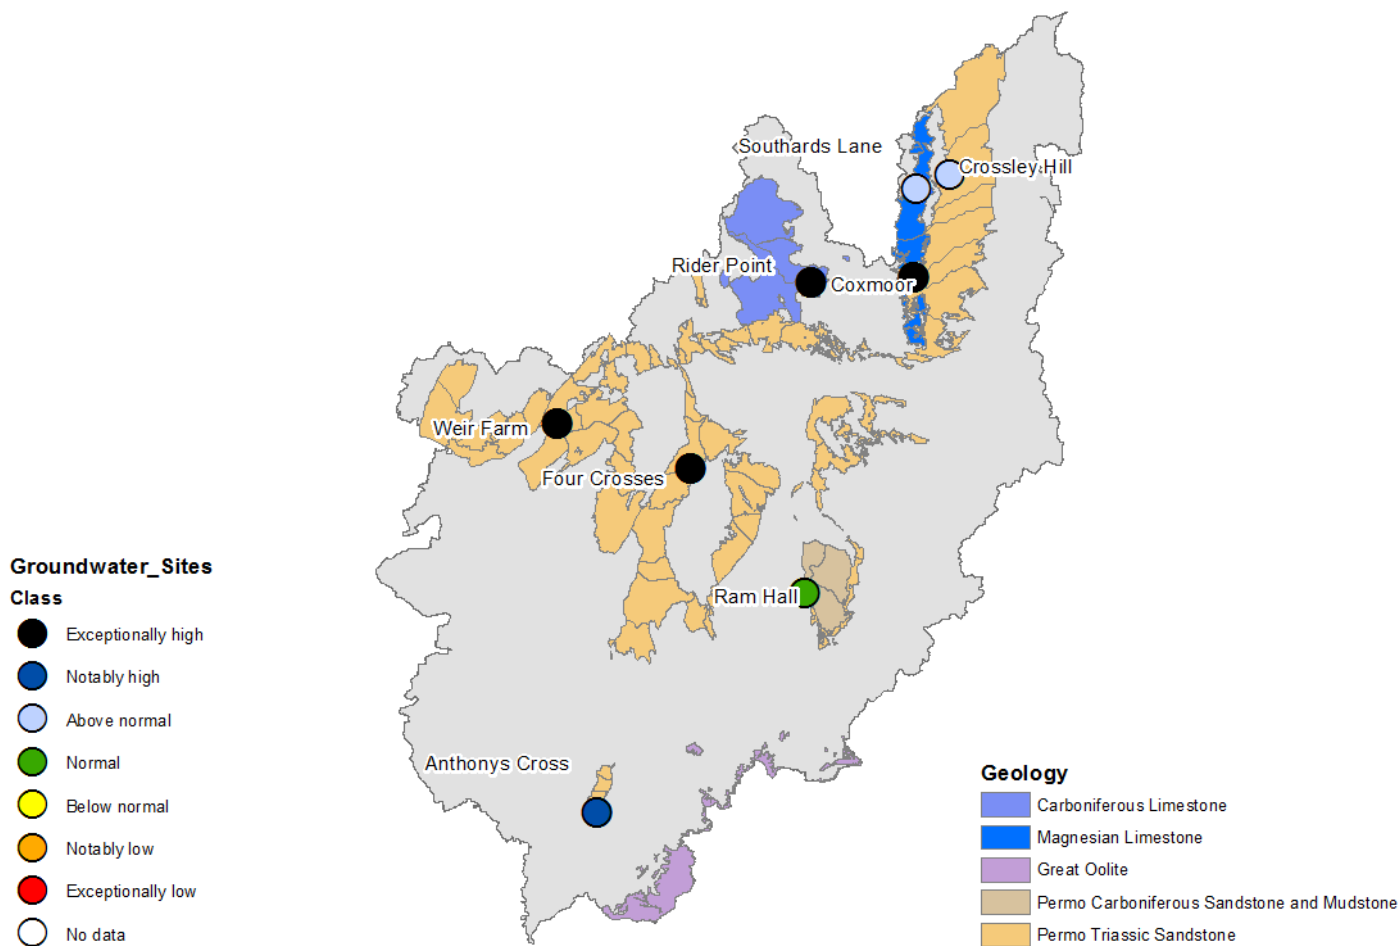 Southards Lane
Crossley Hill
Rider Point
Coxmoor
Weir Farm
Four Crosses
Ram Hall
Anthonys Cross
Groundwater_Sites
Class
Exceptionally high
Notably high
Above normal
Normal
Below normal
Notably low
Exceptionally low
No data
Geology
Carboniferous Limestone
Magnesian Limestone
Great Oolite
Permo Carboniferous Sandstone and Mudstone
Permo Triassic Sandstone